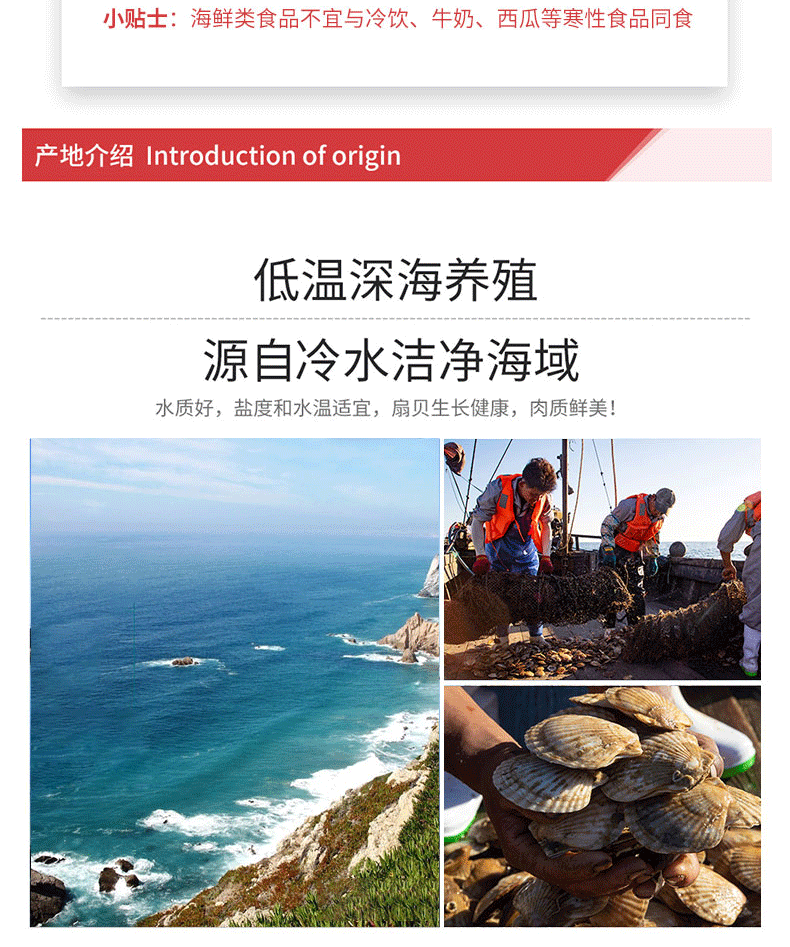 小贴士：海鲜类食品不宜与冷饮、牛奶、西瓜等寒性食品同食
产地介绍 Introduction of origin
低温深海养殖
源自冷水洁净海域
水质好，盐度和水温适宜，扇贝生长健康，肉质鲜美！